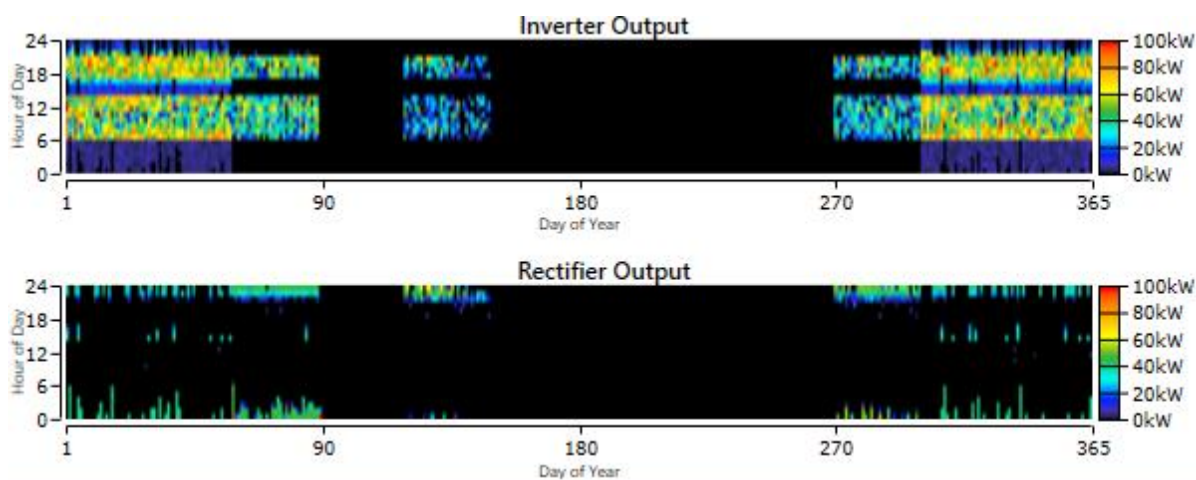 Inverter Output
24
18
12
6
0
Hour of Day
1
90
180
270
365
Day of Year
100kW
80kW
60kW
40kW
20kW
0kW
Rectifier Output
24
18
12
6
0
Hour of Day
1
90
180
270
365
Day of Year
100kW
80kW
60kW
40kW
20kW
0kW